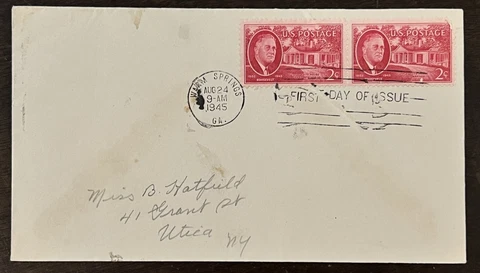 U.S. POSTAGE U.S. POSTAGE
ROOSEVELT
2¢ 2¢
WARM SPRINGS
AUG 24
9-AM
1945
GA.
FIRST DAY OF ISSUE
Miss B. Hatfield
41 Grant St
Utica NY